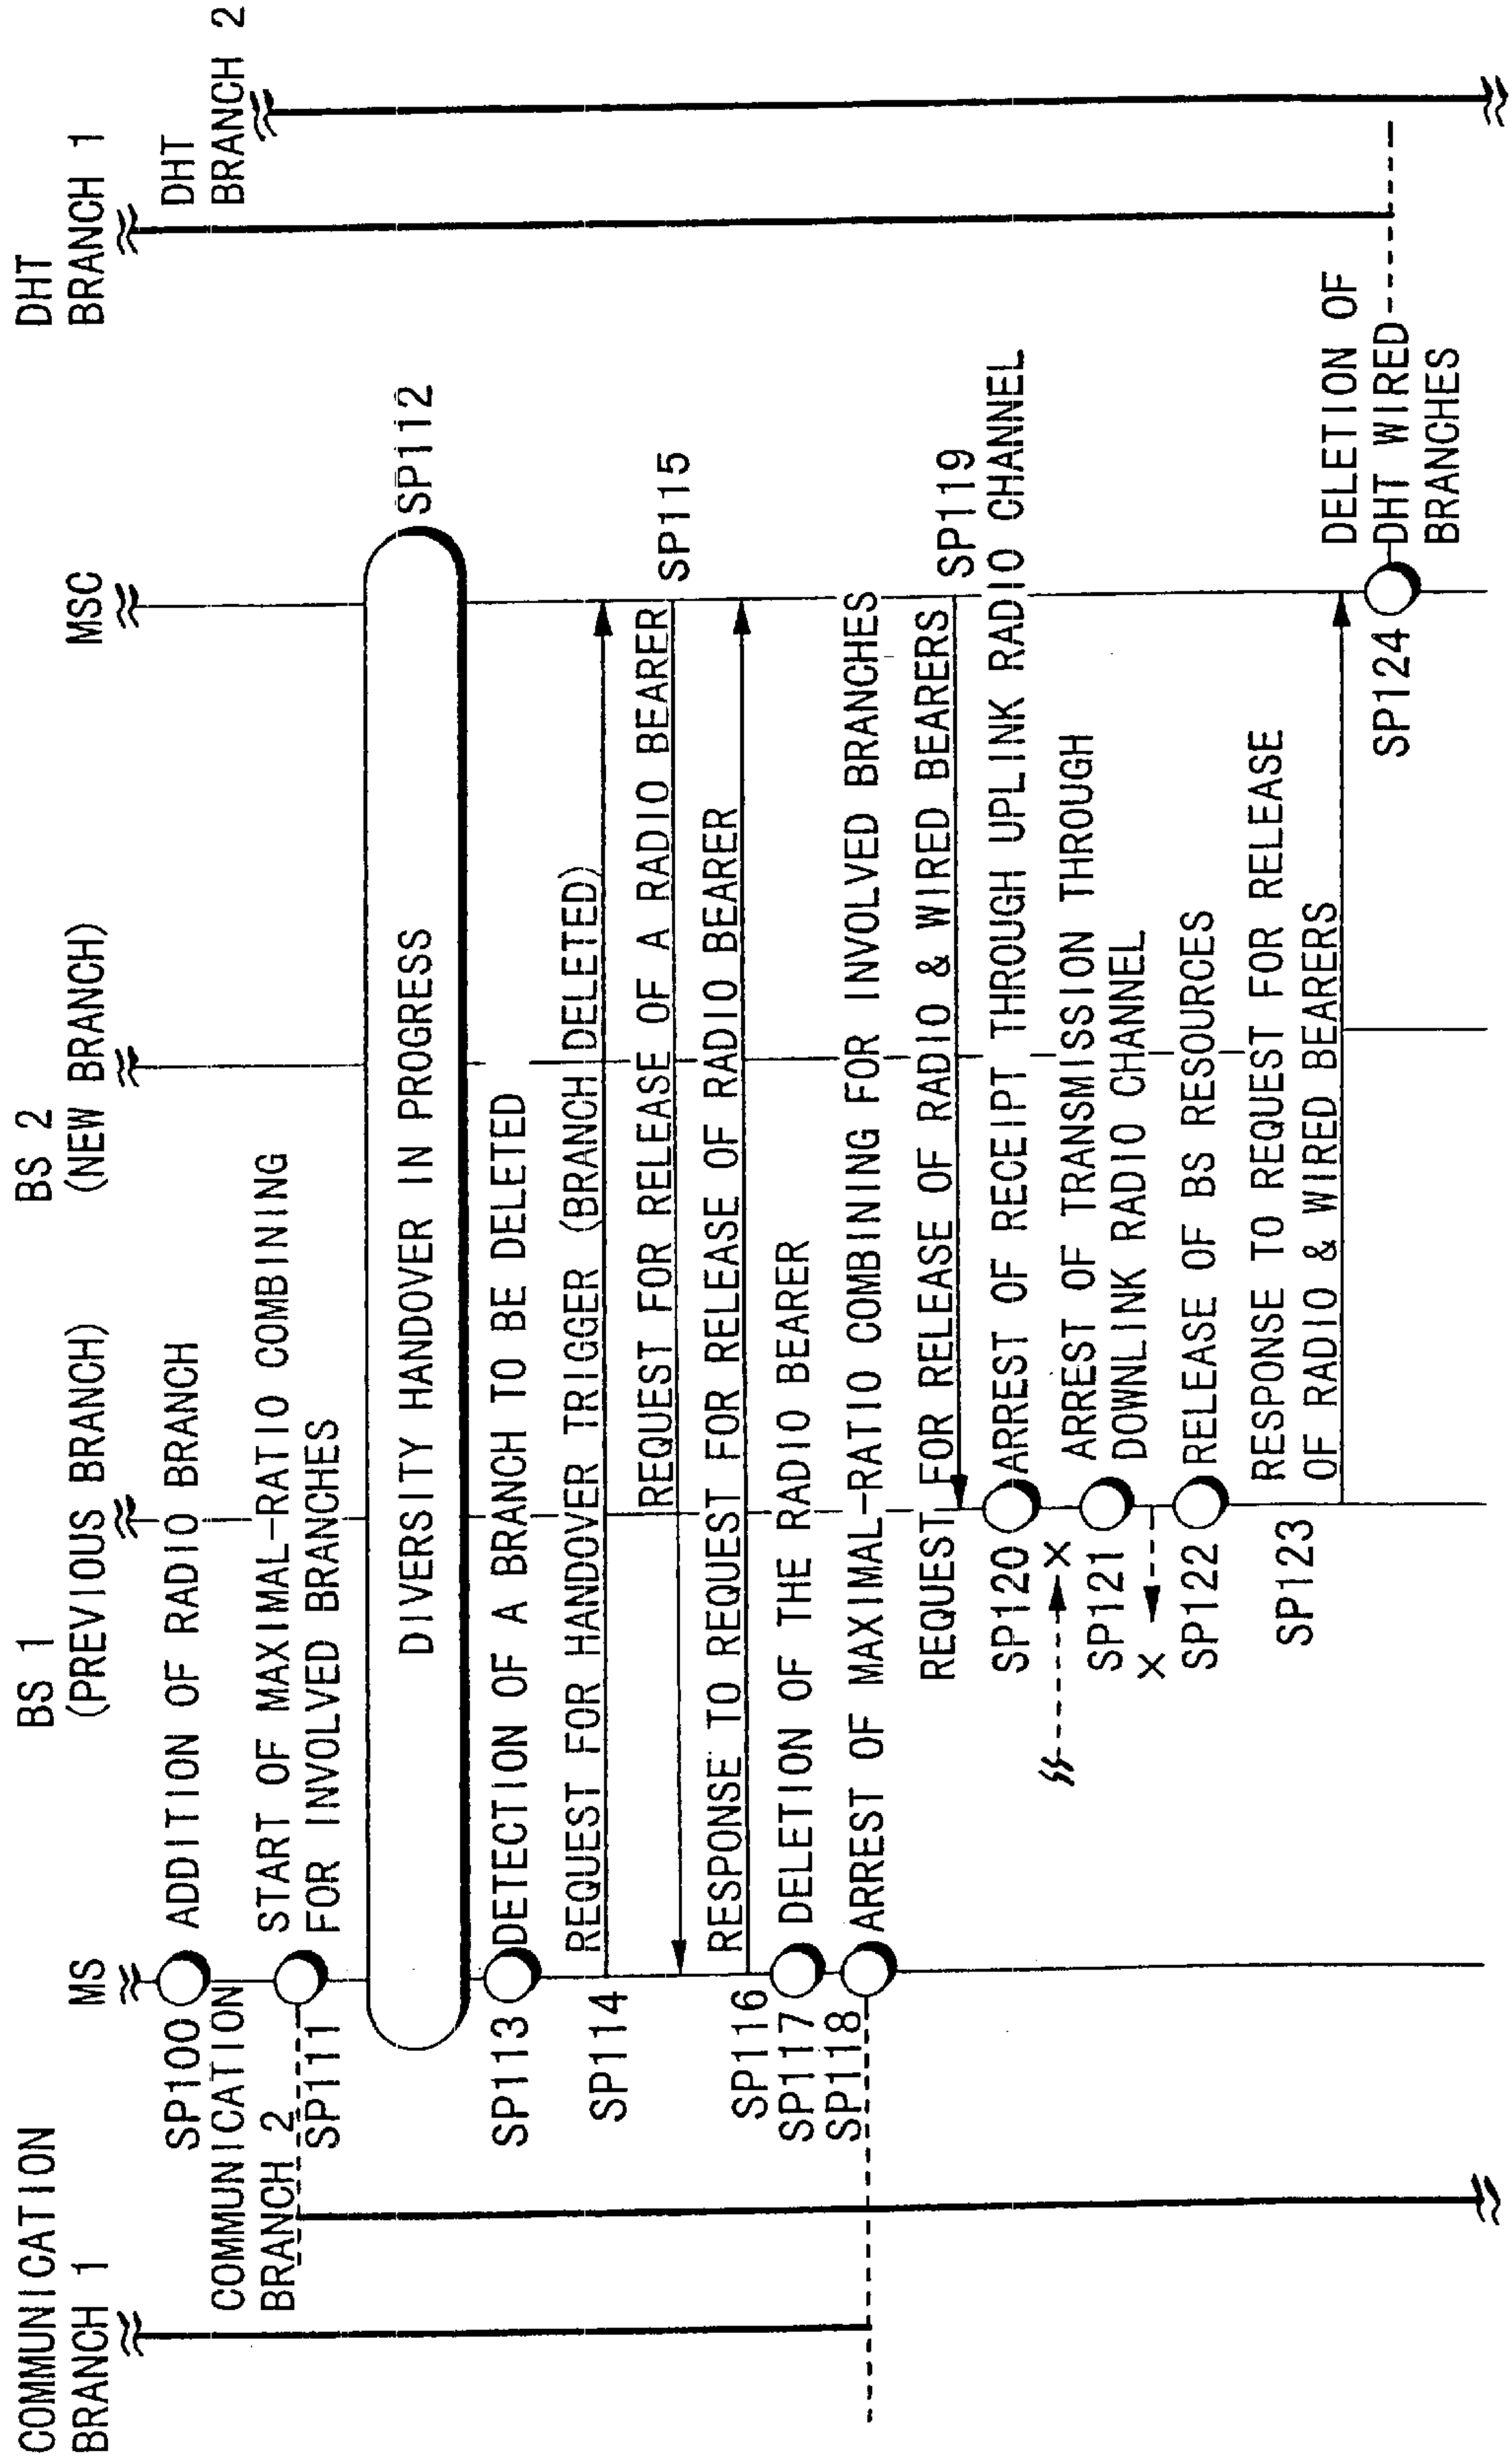 COMMUNICATION
BRANCH 1
MS
BS 1
(PREVIOUS BRANCH)
BS 2
(NEW BRANCH)
MSC
DHT
BRANCH 1
DHT
BRANCH 2
SP100
ADDITION OF RADIO BRANCH
COMMUNICATION
BRANCH 2
SP111
START OF MAXIMAL-RATIO COMBINING
FOR INVOLVED BRANCHES
DIVERSITY HANDOVER IN PROGRESS
SP112
SP113
DETECTION OF A BRANCH TO BE DELETED
SP114
REQUEST FOR HANDOVER TRIGGER (BRANCH DELETED)
REQUEST FOR RELEASE OF A RADIO BEARER
SP115
SP116
RESPONSE TO REQUEST FOR RELEASE OF RADIO BEARER
SP117
DELETION OF THE RADIO BEARER
SP118
ARREST OF MAXIMAL-RATIO COMBINING FOR INVOLVED BRANCHES
REQUEST FOR RELEASE OF RADIO & WIRED BEARERS
SP119
SP120
ARREST OF RECEIPT THROUGH UPLINK RADIO CHANNEL
X
SP121
ARREST OF TRANSMISSION THROUGH
DOWNLINK RADIO CHANNEL
X
SP122
RELEASE OF BS RESOURCES
SP123
RESPONSE TO REQUEST FOR RELEASE
OF RADIO & WIRED BEARERS
SP124
DELETION OF
DHT WIRED
BRANCHES